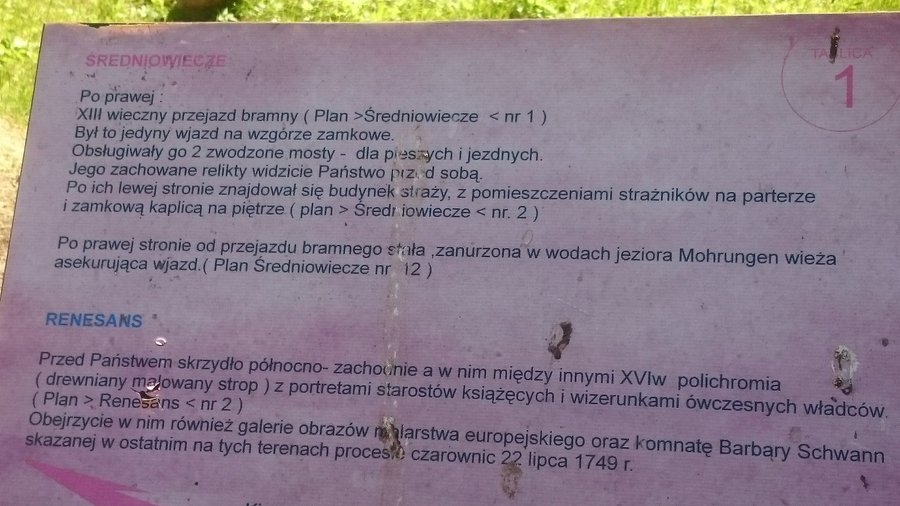 ŚREDNIOWIECZE
TABLICA
1
Po prawej :
XIII wieczny przejazd bramny ( Plan >Średniowiecze < nr 1 )
Był to jedyny wjazd na wzgórze zamkowe.
Obsługiwały go 2 zwodzone mosty - dla pieszych i jezdnych.
Jego zachowane relikty widzicie Państwo przed sobą.
Po ich lewej stronie znajdował się budynek straży, z pomieszczeniami strażników na parterze
i zamkową kaplicą na piętrze ( plan > Średniowiecze < nr. 2 )
Po prawej stronie od przejazdu bramnego stała ,zanurzona w wodach jeziora Mohrungen wieża
asekurująca wjazd.( Plan Średniowiecze nr 12 )
RENESANS
Przed Państwem skrzydło północno- zachodnie a w nim między innymi XVIw polichromia
( drewniany malowany strop ) z portretami starostów książęcych i wizerunkami ówczesnych władców.
( Plan > Renesans < nr 2 )
Obejrzycie w nim również galerie obrazów malarstwa europejskiego oraz komnatę Barbary Schwann
skazanej w ostatnim na tych terenach procesie czarownic 22 lipca 1749 r.